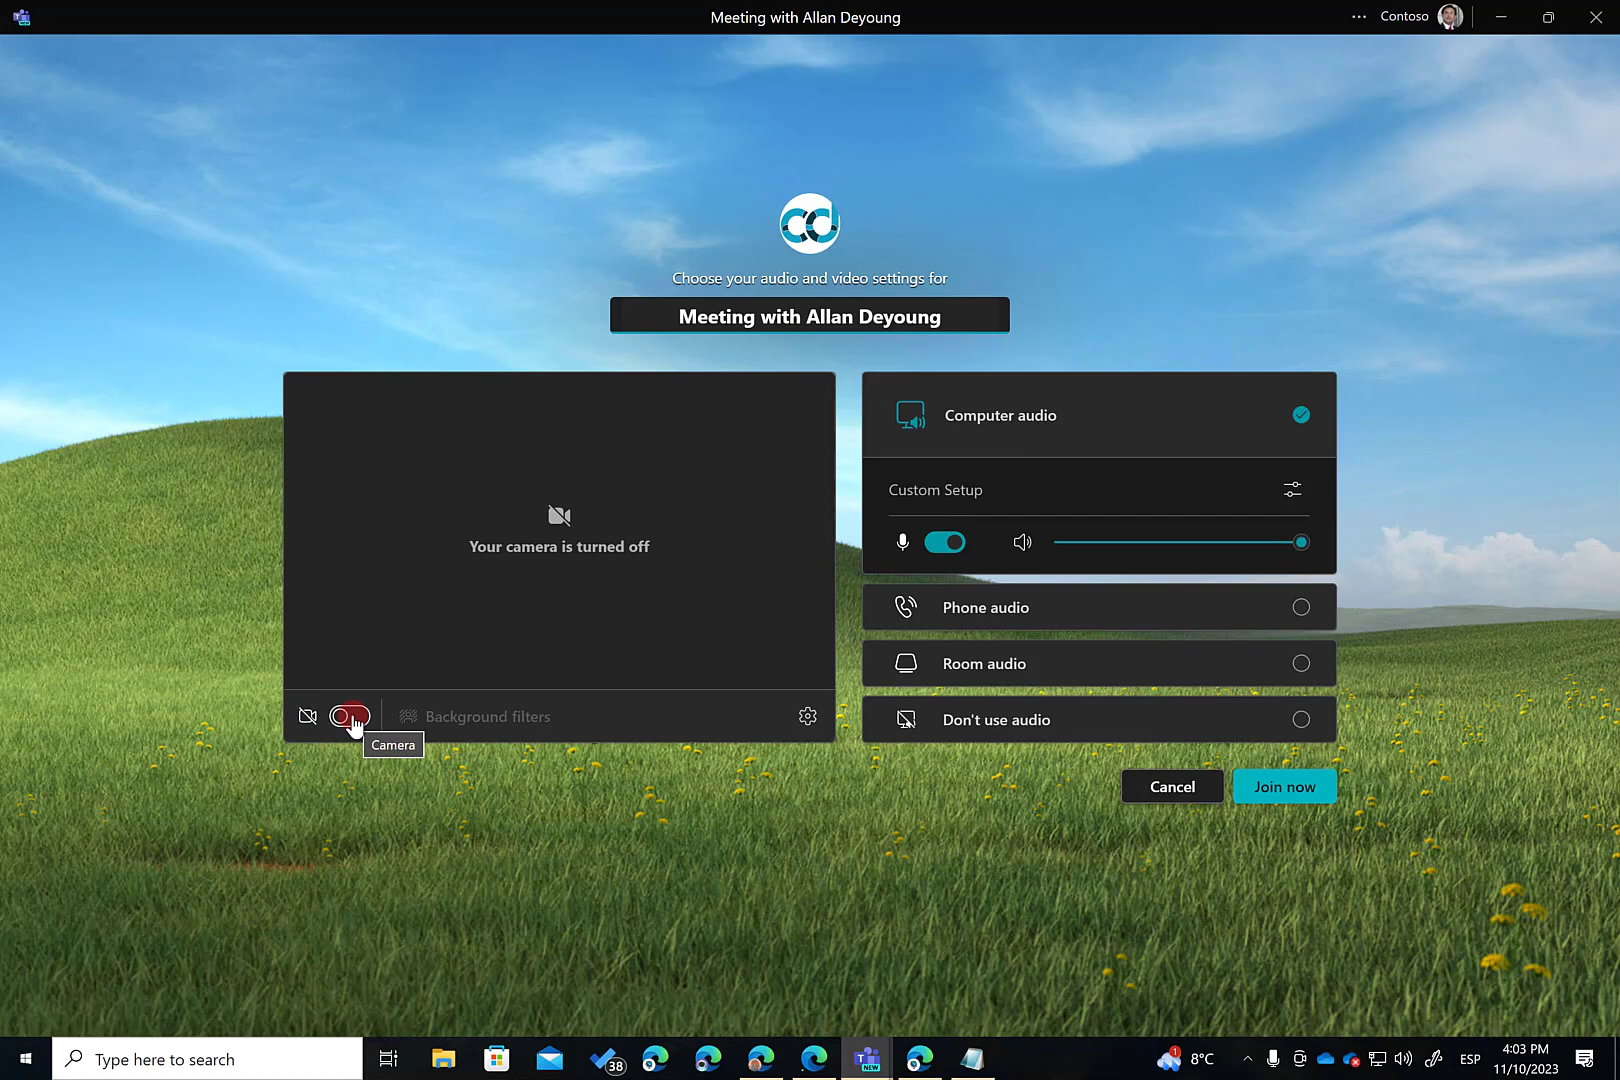 Meeting with Allan Deyoung
Contoso
cd
Choose your audio and video settings for
Meeting with Allan Deyoung
Your camera is turned off
Background filters
Camera
Computer audio
Custom Setup
Phone audio
Room audio
Don't use audio
Cancel
Join now
Type here to search
38
NEW
1
8°C
ESP
4:03 PM
11/10/2023